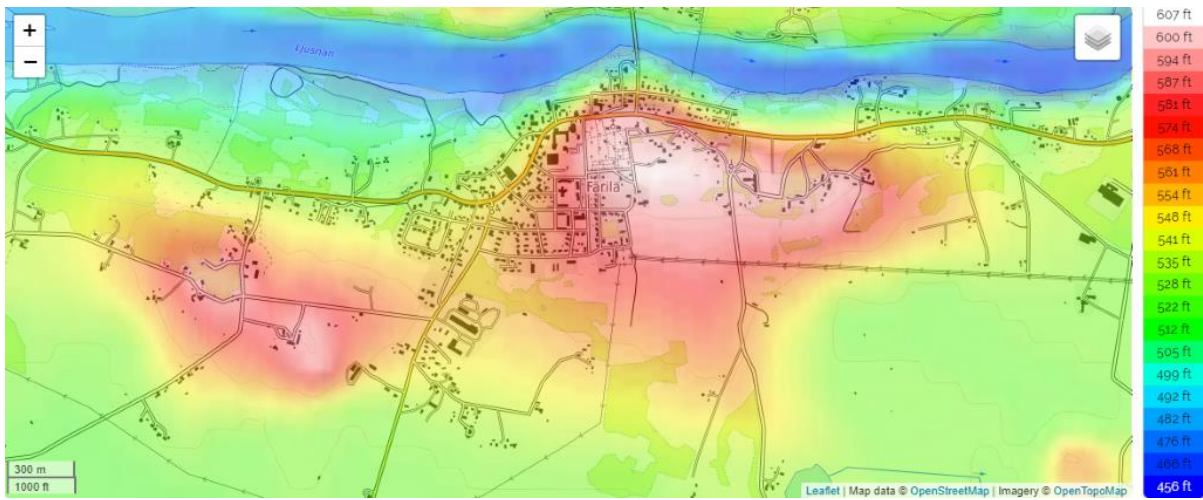 +
−
Ljusnan
84
Färila
300 m
1000 ft
Leaflet | Map data © OpenStreetMap | Imagery © OpenTopoMap
607 ft
600 ft
594 ft
587 ft
581 ft
574 ft
568 ft
561 ft
554 ft
548 ft
541 ft
535 ft
528 ft
522 ft
512 ft
505 ft
499 ft
492 ft
482 ft
476 ft
466 ft
456 ft